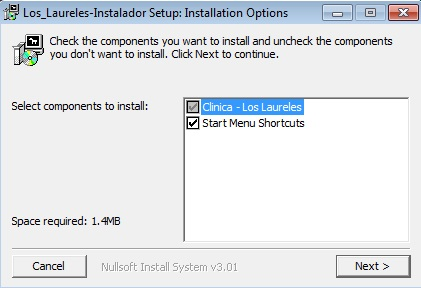 Los_Laureles-Instalador Setup: Installation Options
Check the components you want to install and uncheck the components
you don't want to install. Click Next to continue.
Select components to install:
Clinica - Los Laureles
Start Menu Shortcuts
Space required: 1.4MB
Cancel
Nullsoft Install System v3.01
Next >